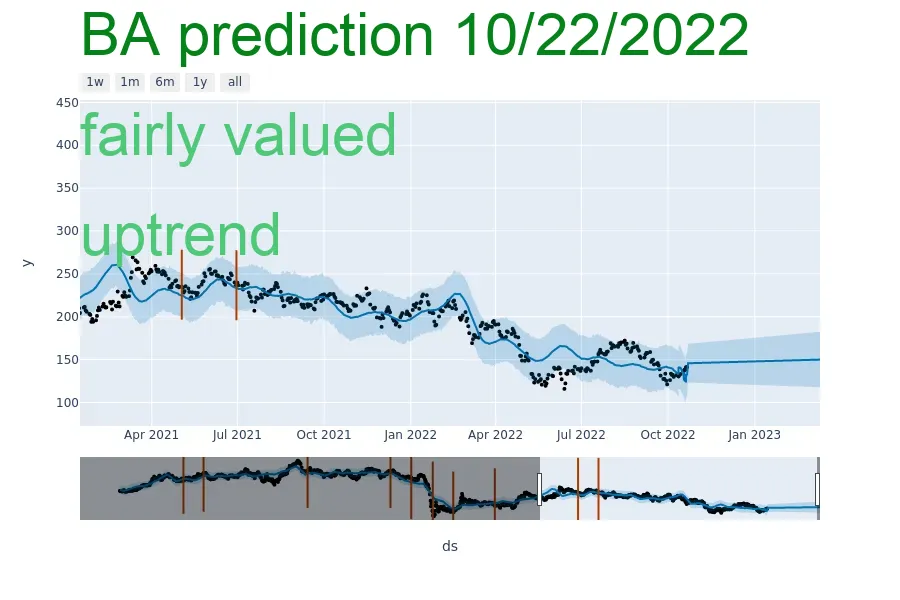 BA prediction 10/22/2022
1w 1m 6m 1y all
450
fairly valued
400
350
300
uptrend
250
200
150
100
y
Apr 2021 Jul 2021 Oct 2021 Jan 2022 Apr 2022 Jul 2022 Oct 2022 Jan 2023
ds